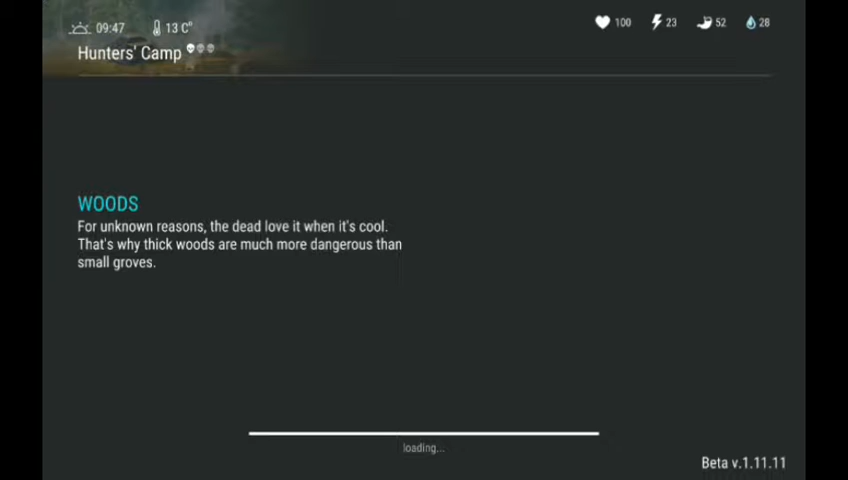 09:47 13 C° 100 23 52 28
Hunters' Camp
WOODS
For unknown reasons, the dead love it when it's cool.
That's why thick woods are much more dangerous than
small groves.
loading...
Beta v.1.11.11